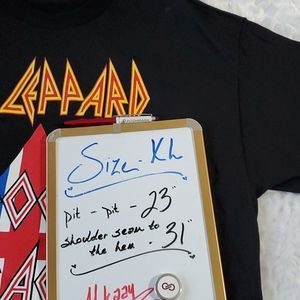 LEPPARD
Size - XL
pit - pit - 23"
shoulder seam to
the hem - 31"